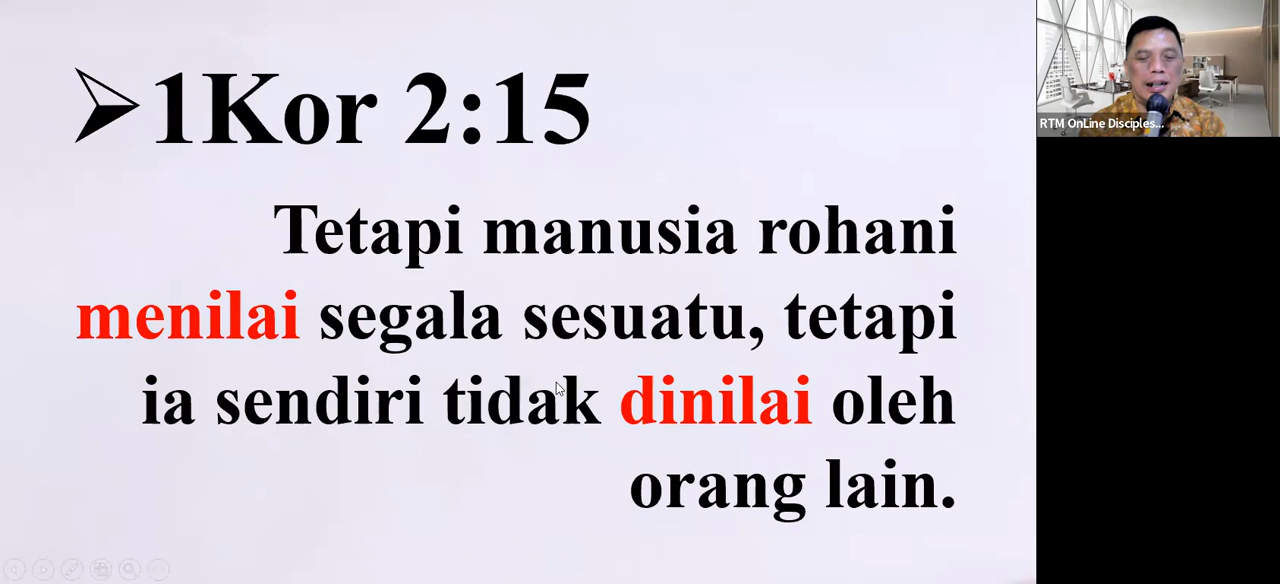 1Kor 2:15
Tetapi manusia rohani
menilai segala sesuatu, tetapi
ia sendiri tidak dinilai oleh
orang lain.
RTM OnLine Disciples...